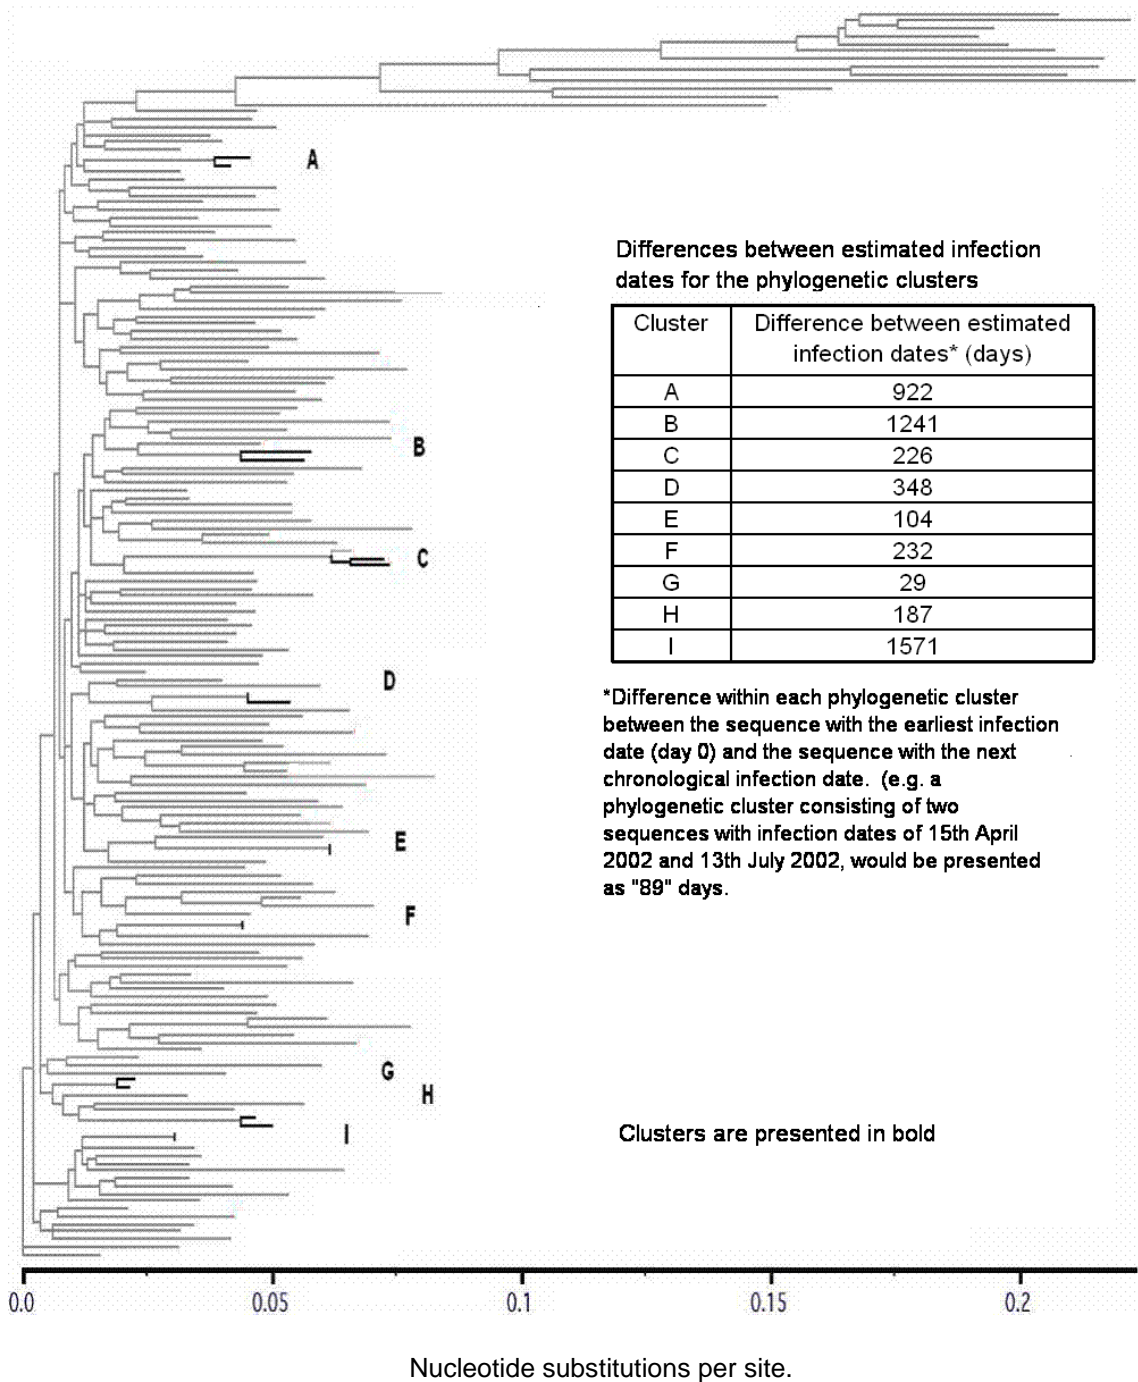 A
Differences between estimated infection
dates for the phylogenetic clusters
Cluster
Difference between estimated
infection dates* (days)
A 922
B 1241
C 226
D 348
E 104
F 232
G 29
H 187
I 1571
B
C
D
*Difference within each phylogenetic cluster
between the sequence with the earliest infection
date (day 0) and the sequence with the next
chronological infection date. (e.g. a
phylogenetic cluster consisting of two
sequences with infection dates of 15th April
2002 and 13th July 2002, would be presented
as "89" days.
E
F
G
H
I
Clusters are presented in bold
0.0 0.05 0.1 0.15 0.2
Nucleotide substitutions per site.